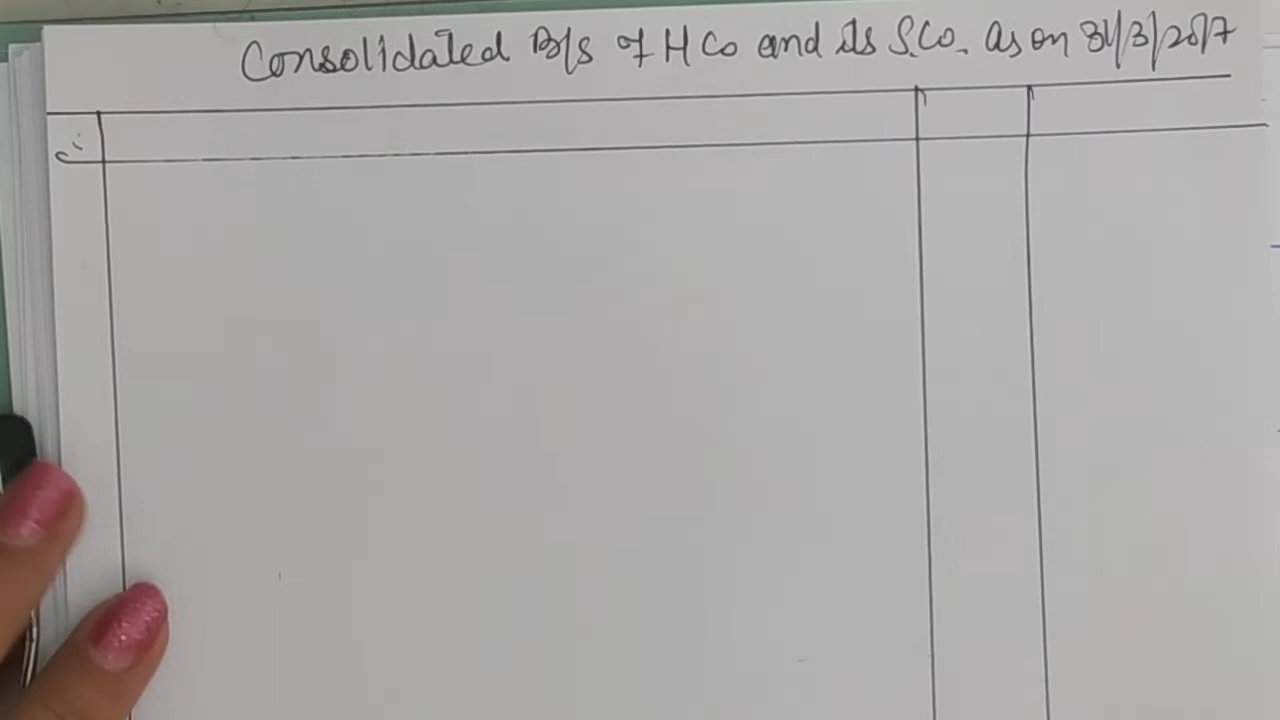 Consolidated B/s of H Co and its S.Co. as on 31/3/2017